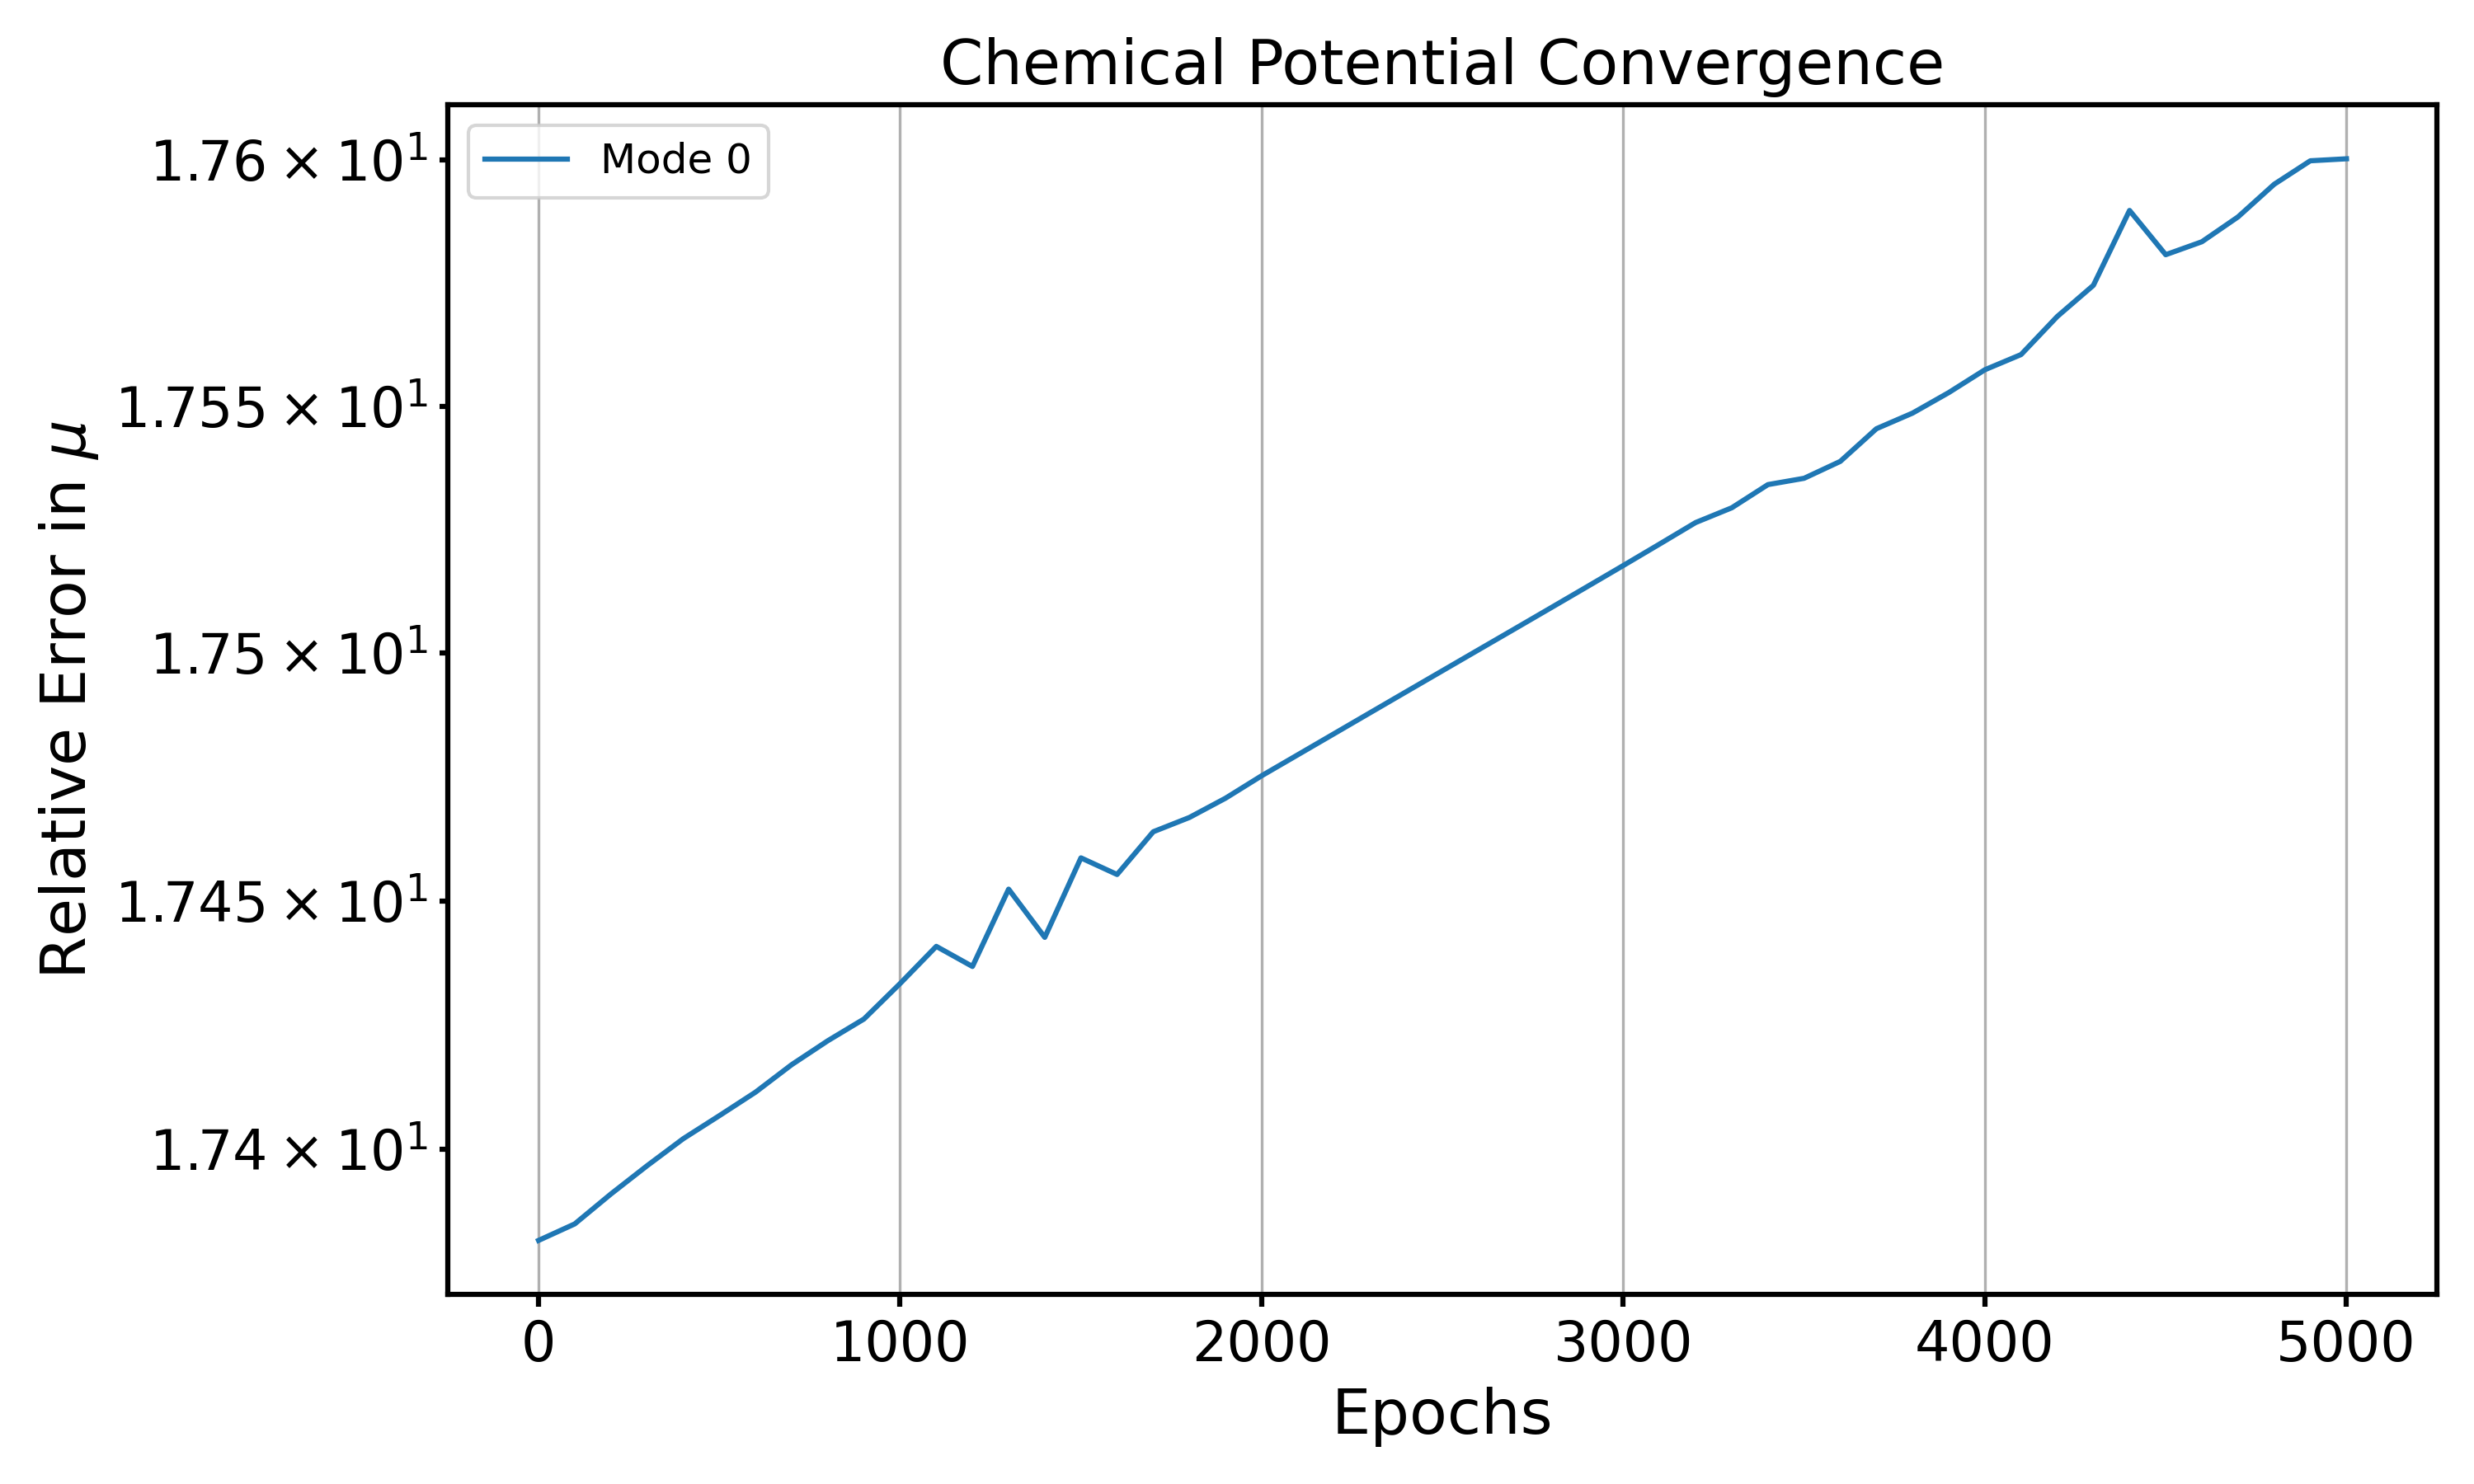 Chemical Potential Convergence
Mode 0
1.76 × 10¹
1.755 × 10¹
1.75 × 10¹
1.745 × 10¹
1.74 × 10¹
Relative Error in μ
0 1000 2000 3000 4000 5000
Epochs